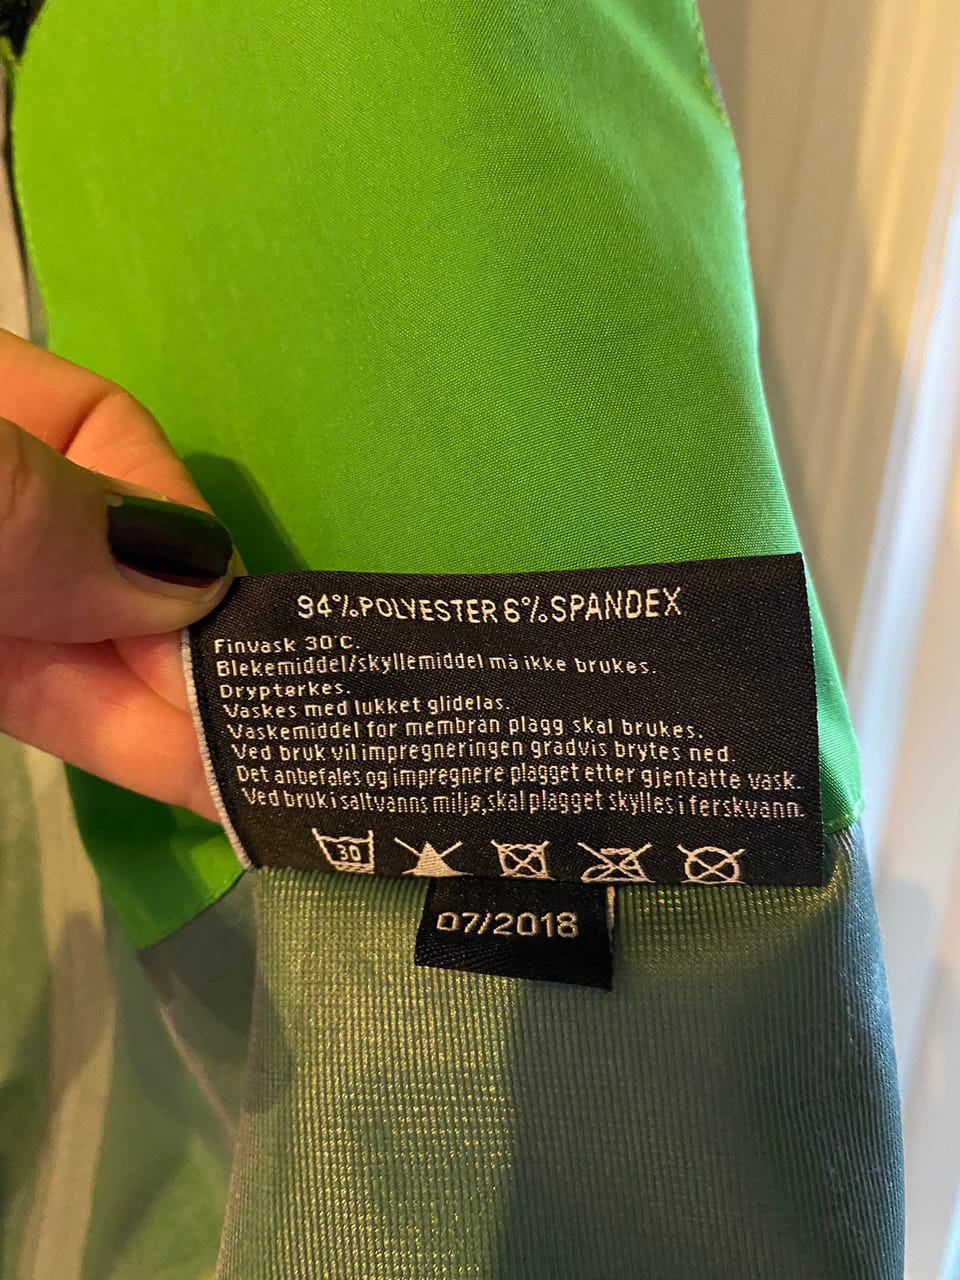 94%POLYESTER 6%SPANDEX
Finvask 30°C.
Blekemiddel/skyllemiddel må ikke brukes.
Dryptørkes.
Vaskes med lukket glidelås.
Vaskemiddel for membran plagg skal brukes.
Ved bruk vil impregneringen gradvis brytes ned.
Det anbefales og impregnere plagget etter gjentatte vask.
Ved bruk i saltvanns miljø,skal plagget skylles i ferskvann.
30
07/2018